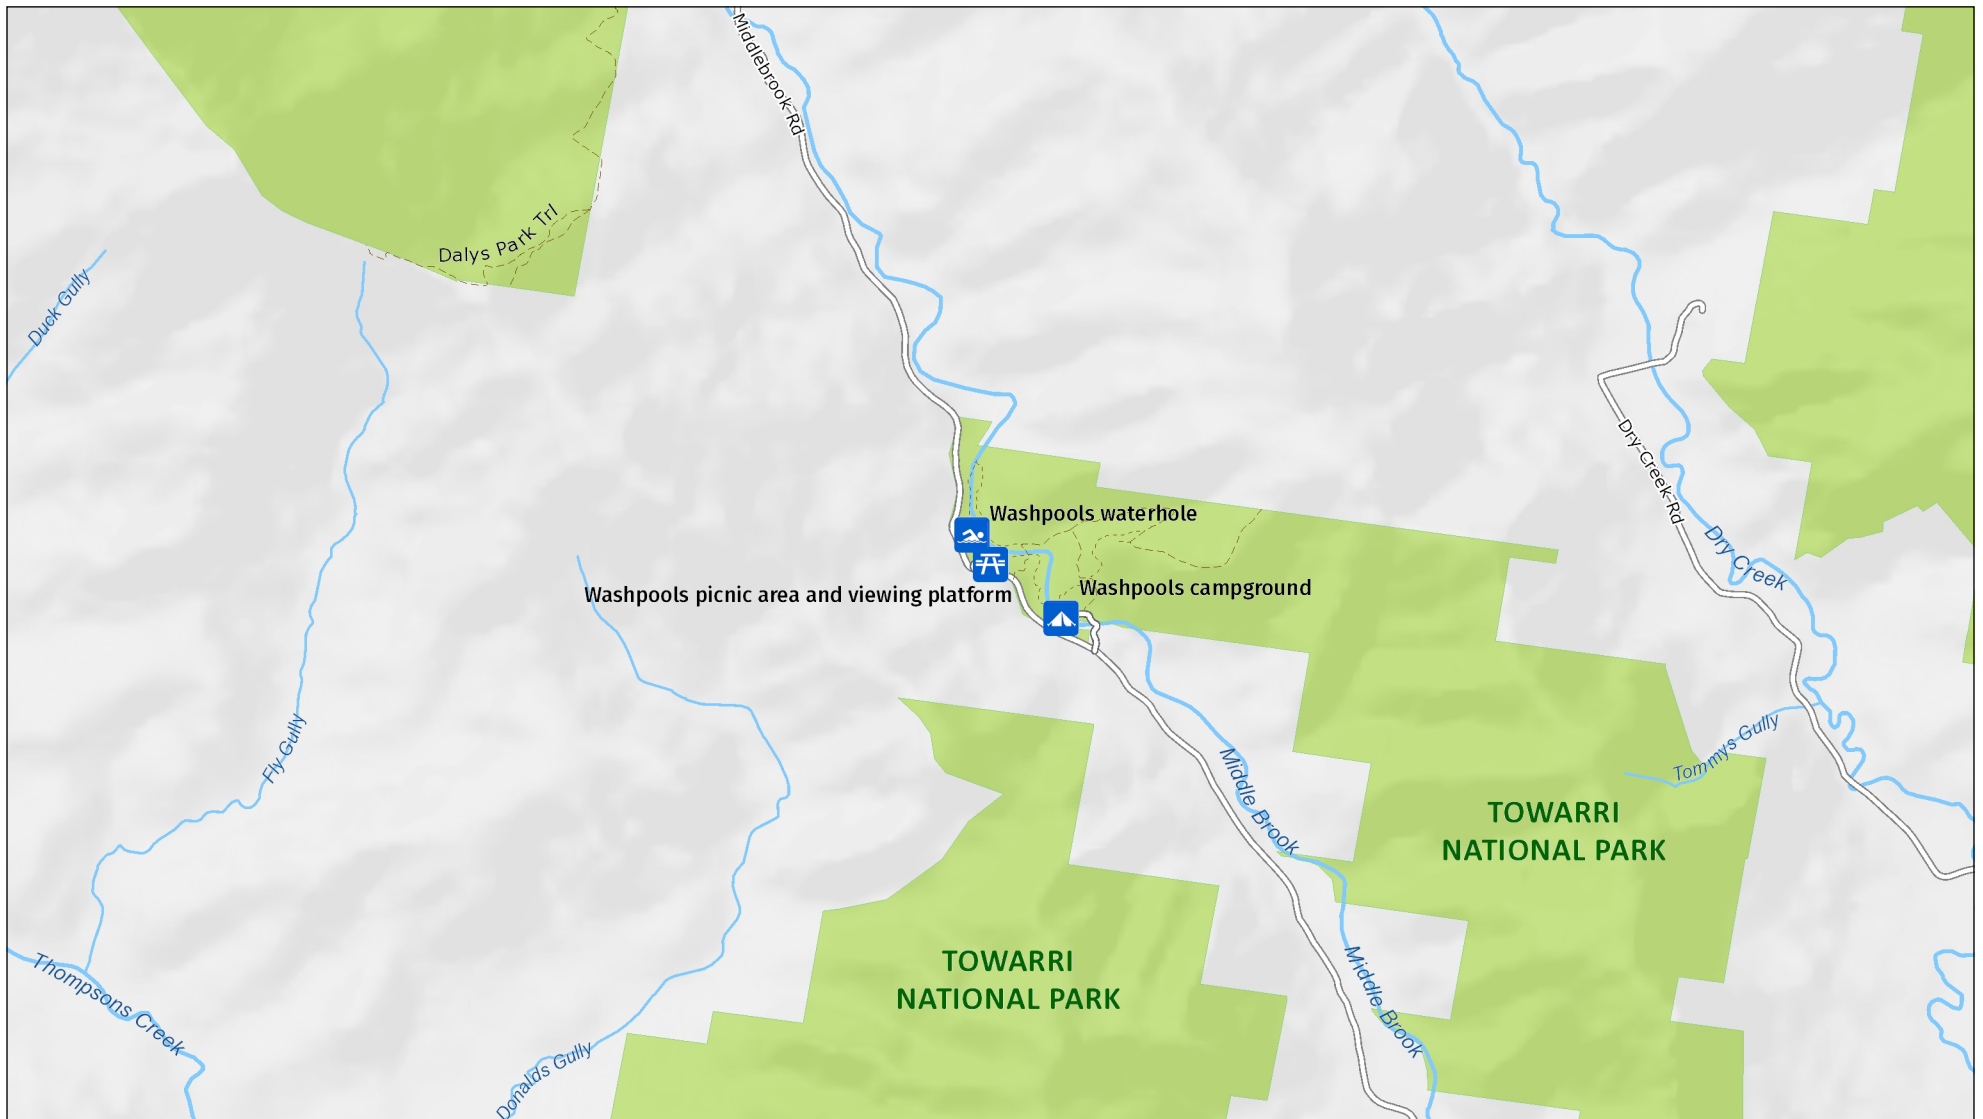 Middlebrook Rd
Dalys Park Trl
Duck Gully
Dry Creek Rd
Washpools waterhole
Dry Creek
Washpools picnic area and viewing platform
Washpools campground
Fly Gully
Tommys Gully
Middle Brook
TOWARRI
NATIONAL PARK
TOWARRI
NATIONAL PARK
Thompsons Creek
Middle Brook
Donalds Gully